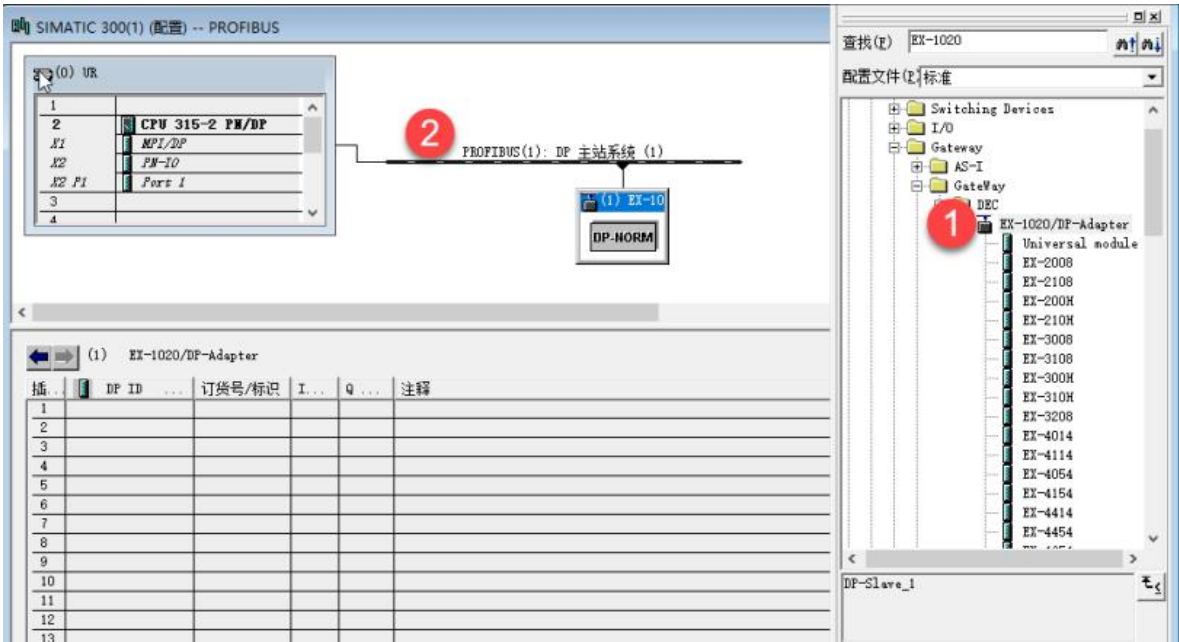 SIMATIC 300(1) (配置) -- PROFIBUS
(0) UR
1
2 CPU 315-2 PN/DP
X1 MPI/DP
X2 PN-IO
X2 P1 Port 1
3
4
2
PROFIBUS(1): DP 主站系统 (1)
(1) EX-10
DP-NORM
(1) EX-1020/DP-Adapter
插... DP ID ... 订货号/标识 I... Q ... 注释
1
2
3
4
5
6
7
8
9
10
11
12
13
查找(F) EX-1020
配置文件(P 标准
Switching Devices
I/O
Gateway
AS-I
GateWay
DEC
1
EX-1020/DP-Adapter
Universal module
EX-2008
EX-2108
EX-200H
EX-210H
EX-3008
EX-3108
EX-300H
EX-310H
EX-3208
EX-4014
EX-4114
EX-4054
EX-4154
EX-4414
EX-4454
DP-Slave_1